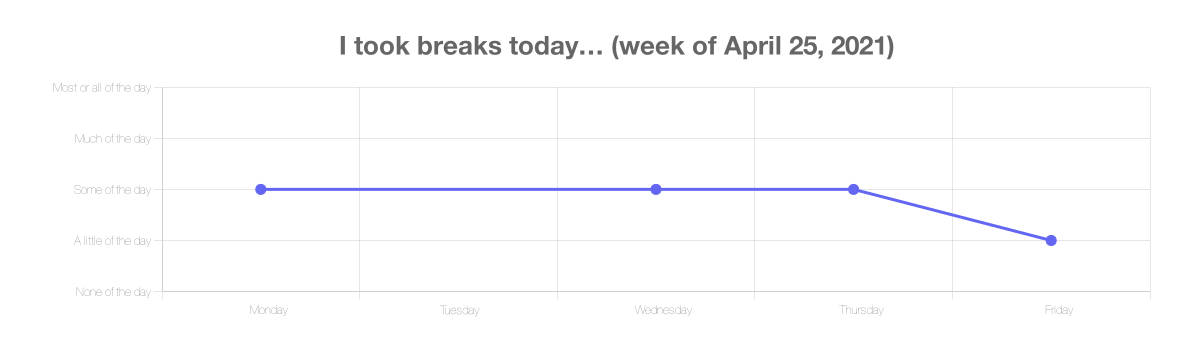 I took breaks today... (week of April 25, 2021)
Most or all of the day
Much of the day
Some of the day
A little of the day
None of the day
Monday Tuesday Wednesday Thursday Friday